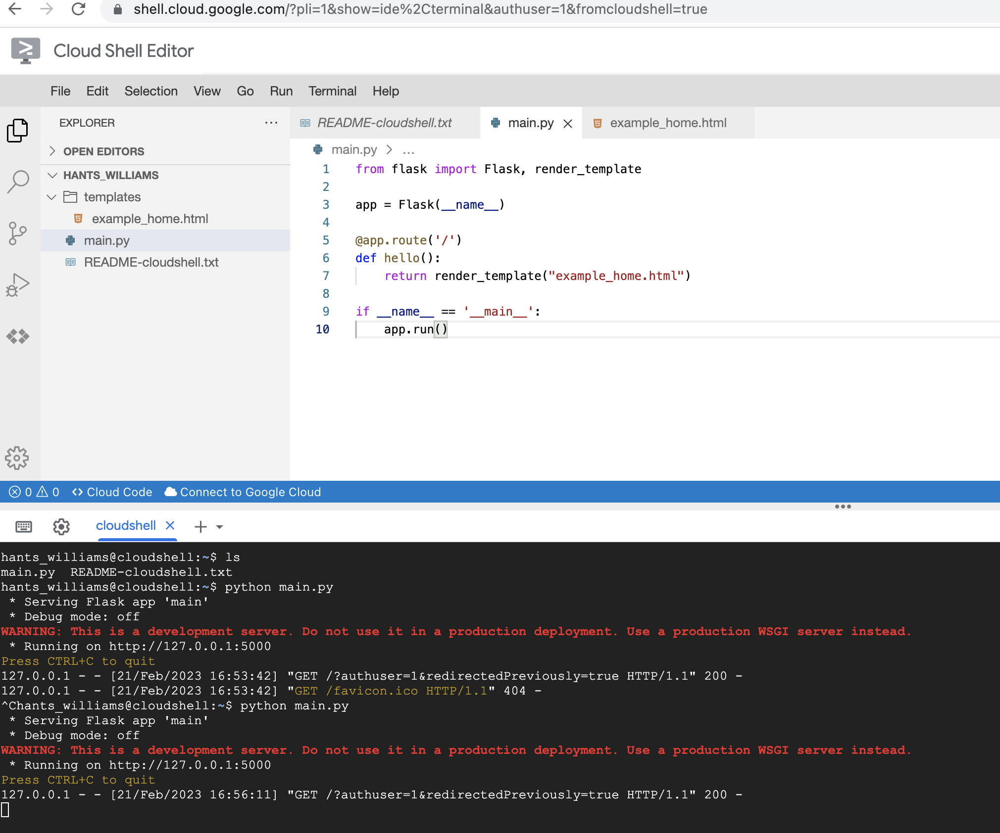 shell.cloud.google.com/?pli=1&show=ide%2Cterminal&authuser=1&fromcloudshell=true
Cloud Shell Editor
File Edit Selection View Go Run Terminal Help
EXPLORER
OPEN EDITORS
HANTS_WILLIAMS
templates
example_home.html
main.py
README-cloudshell.txt
README-cloudshell.txt main.py example_home.html
main.py > ...
1 from flask import Flask, render_template
2
3 app = Flask(__name__)
4
5 @app.route('/')
6 def hello():
7     return render_template("example_home.html")
8
9 if __name__ == '__main__':
10     app.run()
0 0 Cloud Code Connect to Google Cloud
cloudshell
hants_williams@cloudshell:~$ ls
main.py  README-cloudshell.txt
hants_williams@cloudshell:~$ python main.py
 * Serving Flask app 'main'
 * Debug mode: off
WARNING: This is a development server. Do not use it in a production deployment. Use a production WSGI server instead.
 * Running on http://127.0.0.1:5000
Press CTRL+C to quit
127.0.0.1 - - [21/Feb/2023 16:53:42] "GET /?authuser=1&redirectedPreviously=true HTTP/1.1" 200 -
127.0.0.1 - - [21/Feb/2023 16:53:42] "GET /favicon.ico HTTP/1.1" 404 -
^Chants_williams@cloudshell:~$ python main.py
 * Serving Flask app 'main'
 * Debug mode: off
WARNING: This is a development server. Do not use it in a production deployment. Use a production WSGI server instead.
 * Running on http://127.0.0.1:5000
Press CTRL+C to quit
127.0.0.1 - - [21/Feb/2023 16:56:11] "GET /?authuser=1&redirectedPreviously=true HTTP/1.1" 200 -